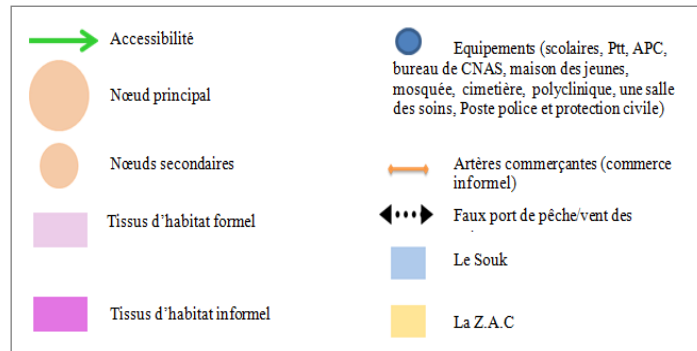 Accessibilité
Nœud principal
Nœuds secondaires
Tissus d'habitat formel
Tissus d'habitat informel
Equipements (scolaires, Ptt, APC,
bureau de CNAS, maison des jeunes,
mosquée, cimetière, polyclinique, une salle
des soins, Poste police et protection civile)
Artères commerçantes (commerce
informel)
Faux port de pêche/vent des
Le Souk
La Z.A.C